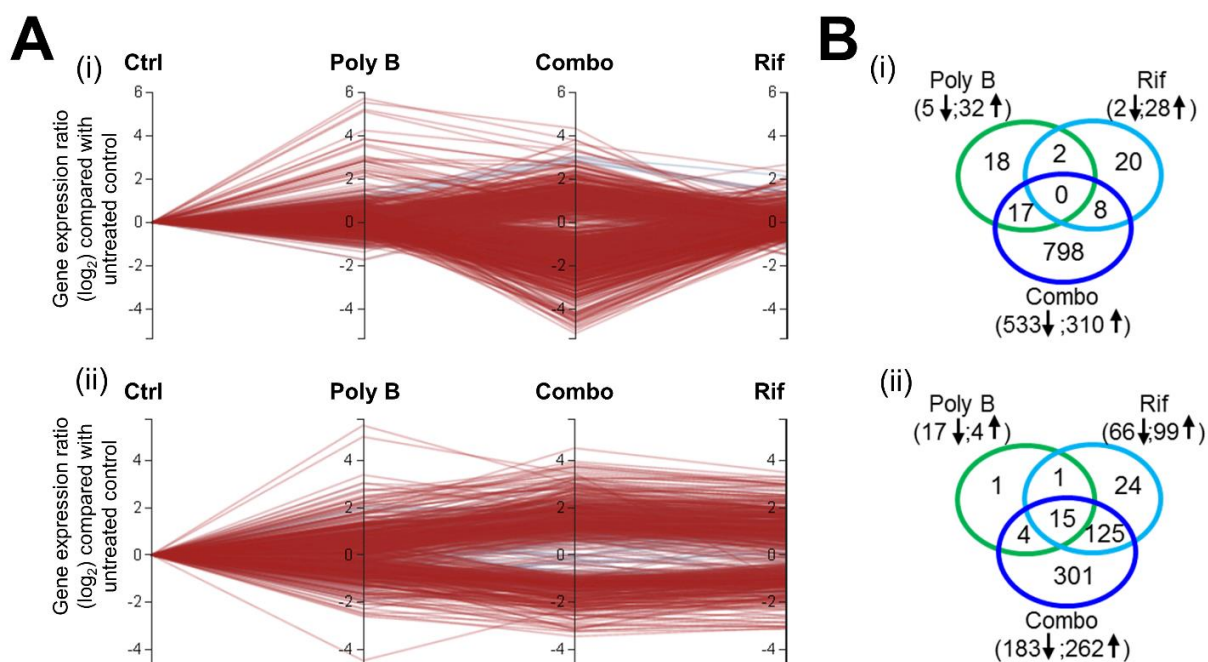 A
(i)
Ctrl
Poly B
Combo
Rif
Gene expression ratio
(log2) compared with
untreated control
6
4
2
0
-2
-4
6
4
2
0
-2
-4
6
4
2
0
-2
-4
6
4
2
0
-2
-4
(ii)
Ctrl
Poly B
Combo
Rif
Gene expression ratio
(log2) compared with
untreated control
4
2
0
-2
-4
4
2
0
-2
-4
4
2
0
-2
-4
4
2
0
-2
-4
B
(i)
Poly B
(5↓;32↑)
Rif
(2↓;28↑)
18
2
20
0
17
8
798
Combo
(533↓;310↑)
(ii)
Poly B
(17↓;4↑)
Rif
(66↓;99↑)
1
1
24
15
4
125
301
Combo
(183↓;262↑)